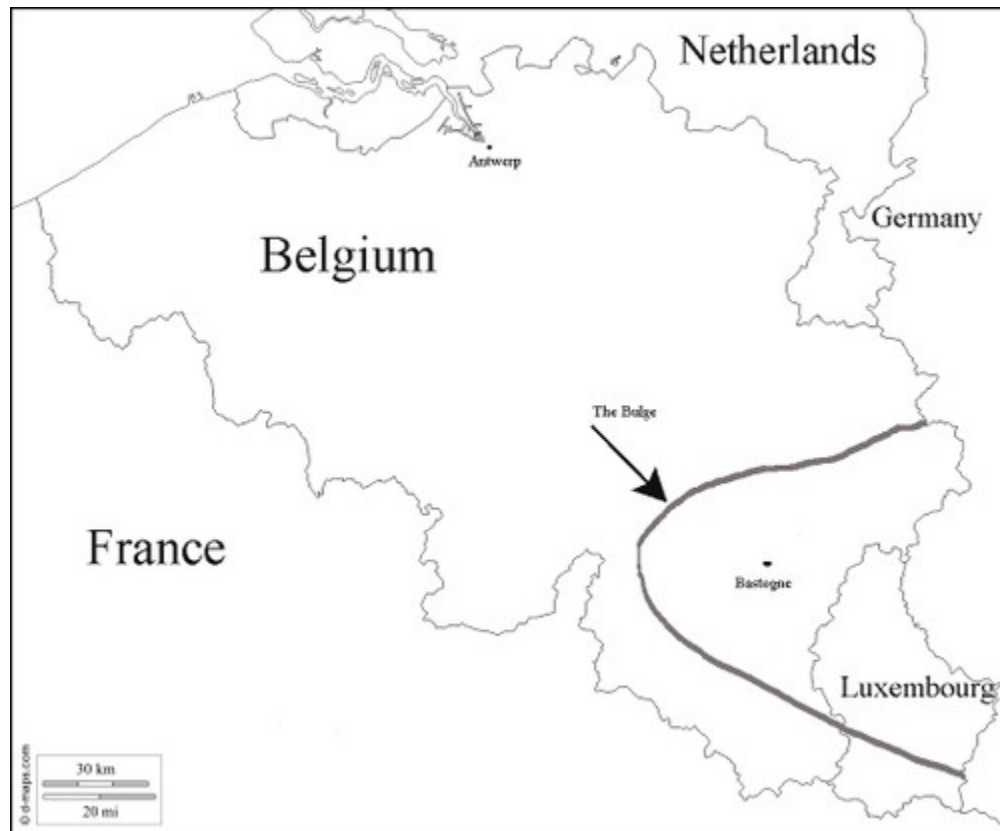 Netherlands
Antwerp
Germany
Belgium
The Bulge
France
Bastogne
Luxembourg
30 km
20 mi
© d-maps.com